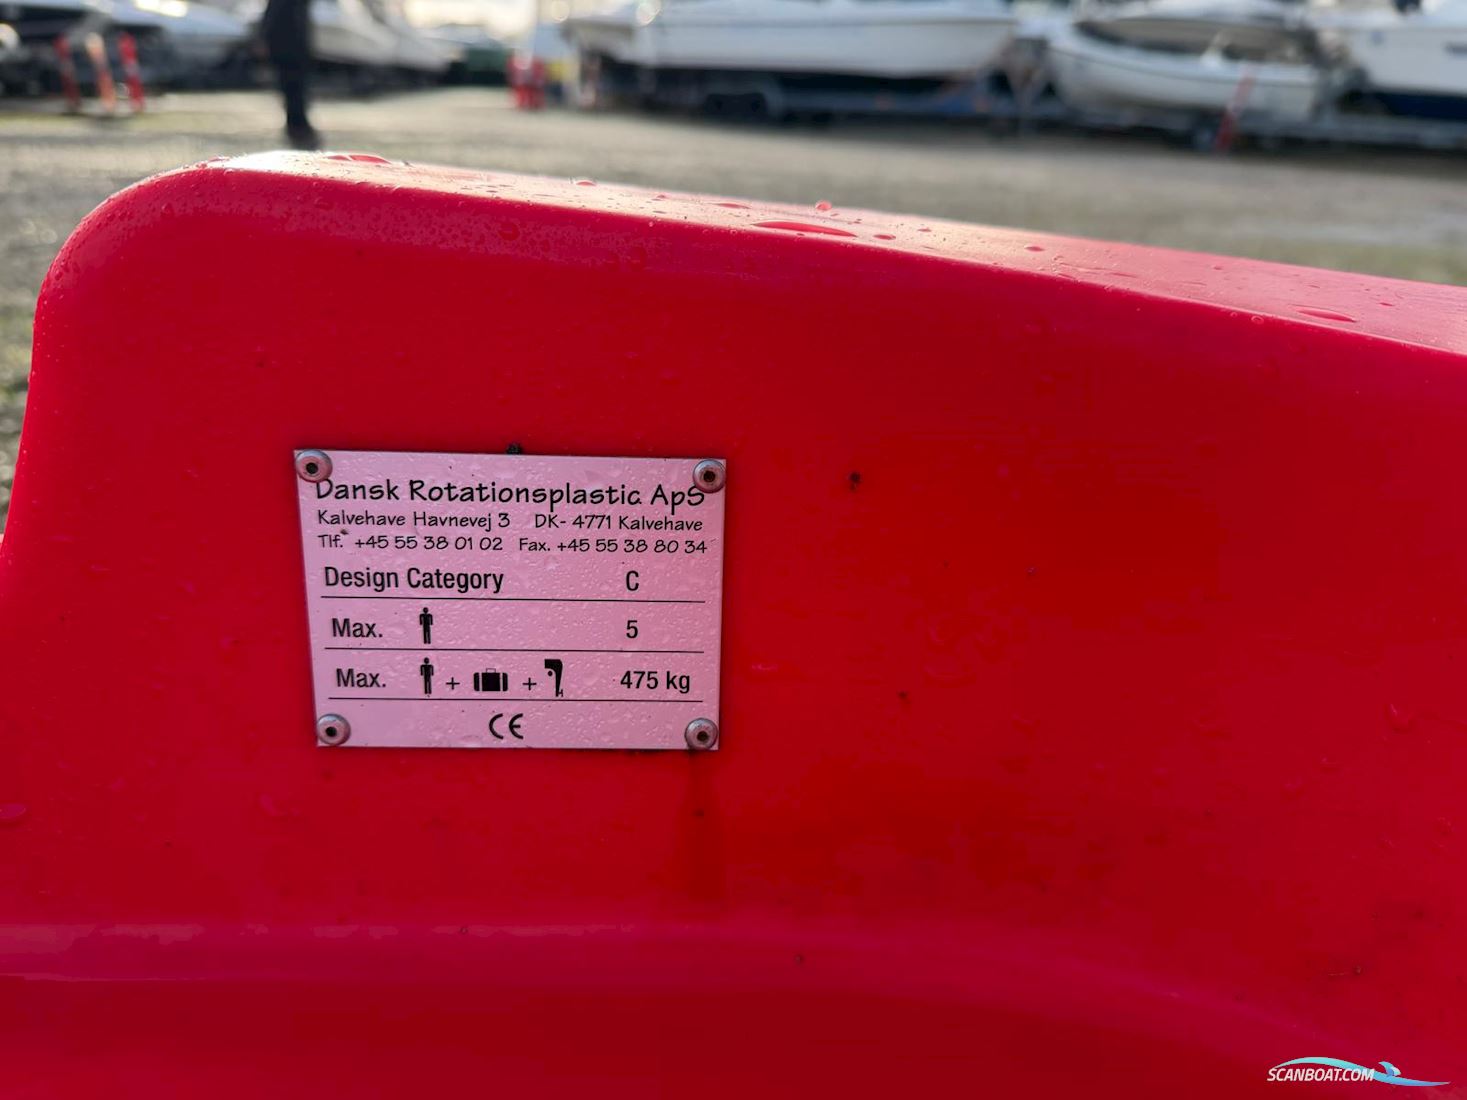 Dansk Rotationsplastic ApS
Kalvehave Havnevej 3 DK- 4771 Kalvehave
Tlf. +45 55 38 01 02 Fax. +45 55 38 80 34
Design Category C
Max. 5
Max. + + 475 kg
CE
SCANBOAT.COM